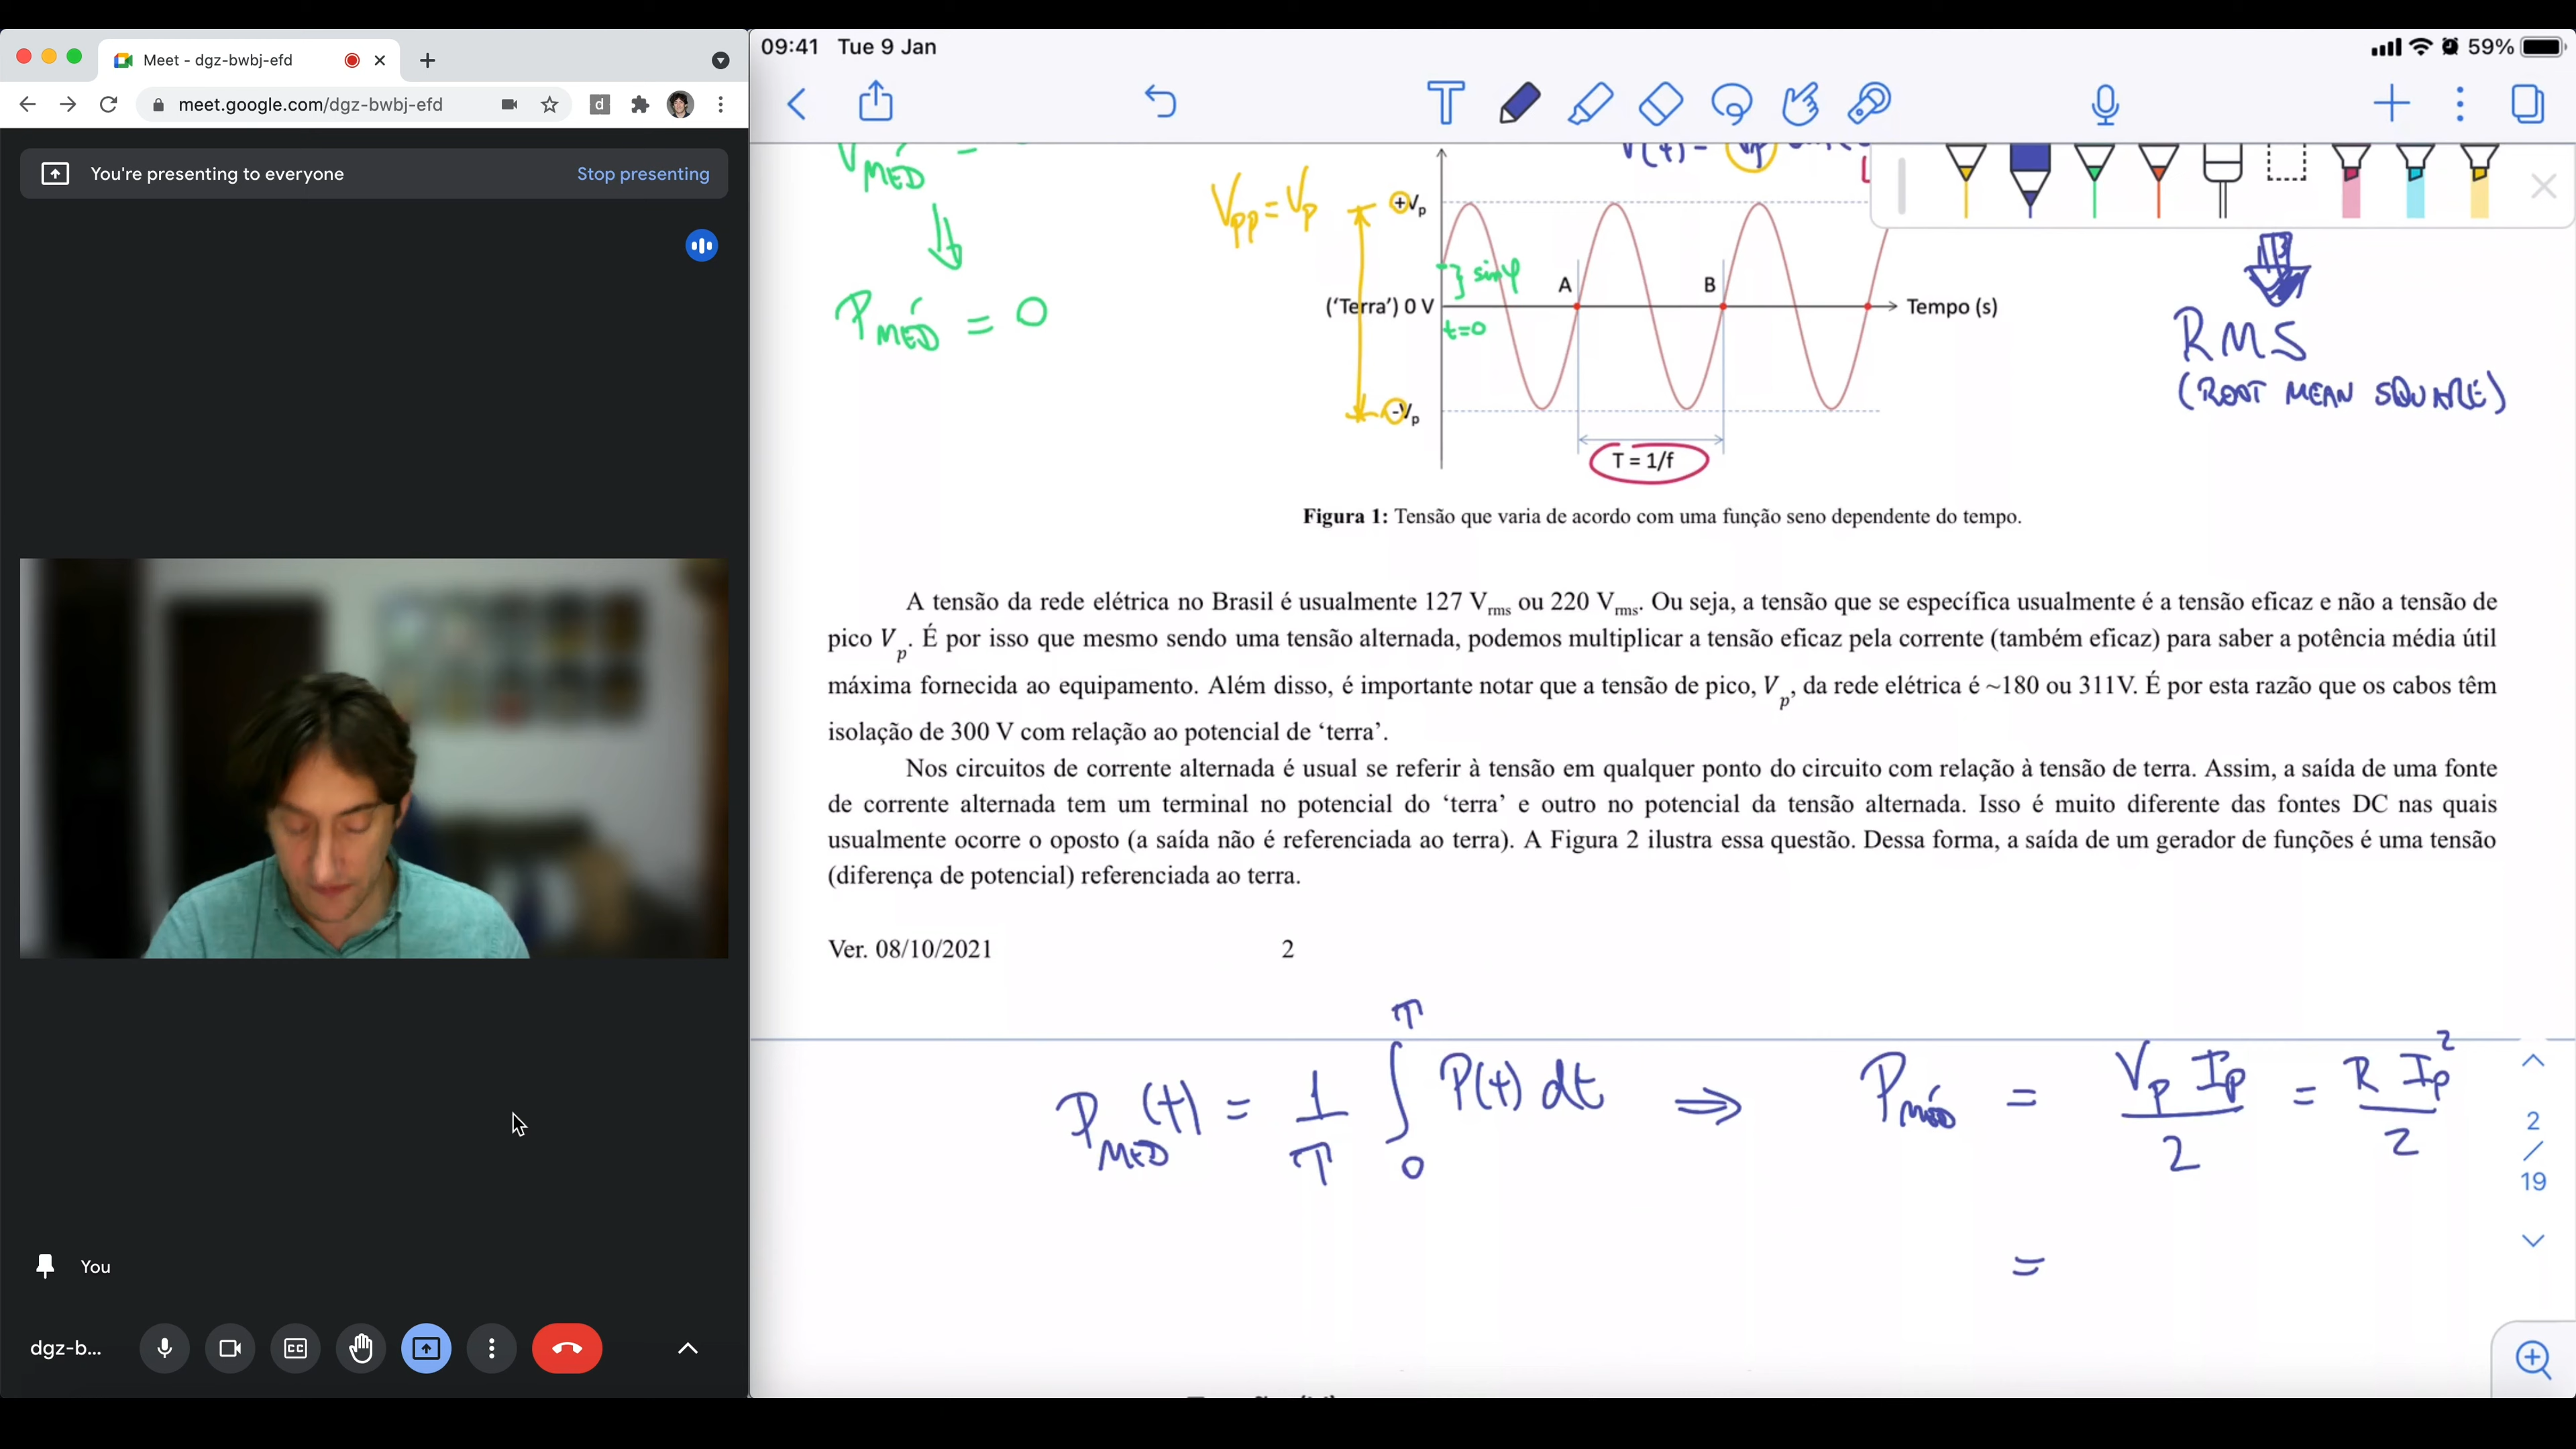 Meet - dgz-bwbj-efd
meet.google.com/dgz-bwbj-efd
d
You're presenting to everyone
Stop presenting
You
dgz-b...
CC
09:41 Tue 9 Jan
59%
T
VMÉD =
PMÉD = 0
Vpp = Vp
+Vp
} sinφ
A
B
('Terra') 0 V
Tempo (s)
t=0
-Vp
T = 1/f
RMS
(ROOT MEAN SQUARE)
Figura 1: Tensão que varia de acordo com uma função seno dependente do tempo.
A tensão da rede elétrica no Brasil é usualmente 127 Vrms ou 220 Vrms. Ou seja, a tensão que se específica usualmente é a tensão eficaz e não a tensão de
pico Vp. É por isso que mesmo sendo uma tensão alternada, podemos multiplicar a tensão eficaz pela corrente (também eficaz) para saber a potência média útil
máxima fornecida ao equipamento. Além disso, é importante notar que a tensão de pico, Vp, da rede elétrica é ~180 ou 311V. É por esta razão que os cabos têm
isolação de 300 V com relação ao potencial de ‘terra’.
Nos circuitos de corrente alternada é usual se referir à tensão em qualquer ponto do circuito com relação à tensão de terra. Assim, a saída de uma fonte
de corrente alternada tem um terminal no potencial do ‘terra’ e outro no potencial da tensão alternada. Isso é muito diferente das fontes DC nas quais
usualmente ocorre o oposto (a saída não é referenciada ao terra). A Figura 2 ilustra essa questão. Dessa forma, a saída de um gerador de funções é uma tensão
(diferença de potencial) referenciada ao terra.
Ver. 08/10/2021 2
PMED(t) = 1/T ∫₀ᵀ P(t) dt ⇒ Pméd = Vp Ip / 2 = R Ip² / 2
=
2
/
19